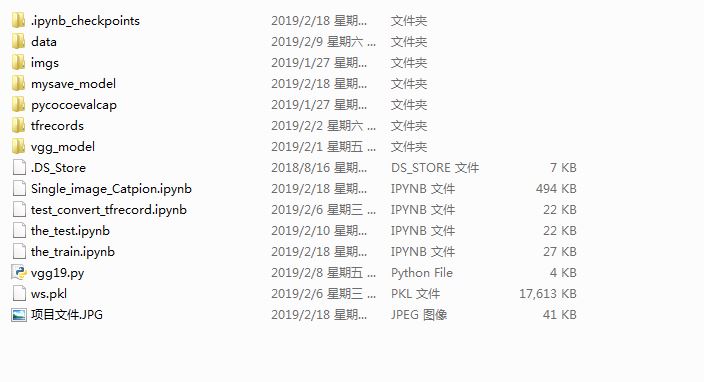 .ipynb_checkpoints 2019/2/18 星期... 文件夹
data 2019/2/9 星期六 ... 文件夹
imgs 2019/1/27 星期... 文件夹
mysave_model 2019/2/18 星期... 文件夹
pycocoevalcap 2019/1/27 星期... 文件夹
tfrecords 2019/2/2 星期六 ... 文件夹
vgg_model 2019/2/1 星期五 ... 文件夹
.DS_Store 2018/8/16 星期... DS_STORE 文件 7 KB
Single_image_Catpion.ipynb 2019/2/18 星期... IPYNB 文件 494 KB
test_convert_tfrecord.ipynb 2019/2/6 星期三 ... IPYNB 文件 22 KB
the_test.ipynb 2019/2/10 星期... IPYNB 文件 22 KB
the_train.ipynb 2019/2/18 星期... IPYNB 文件 27 KB
vgg19.py 2019/2/8 星期五 ... Python File 4 KB
ws.pkl 2019/2/6 星期三 ... PKL 文件 17,613 KB
项目文件.JPG 2019/2/18 星期... JPEG 图像 41 KB